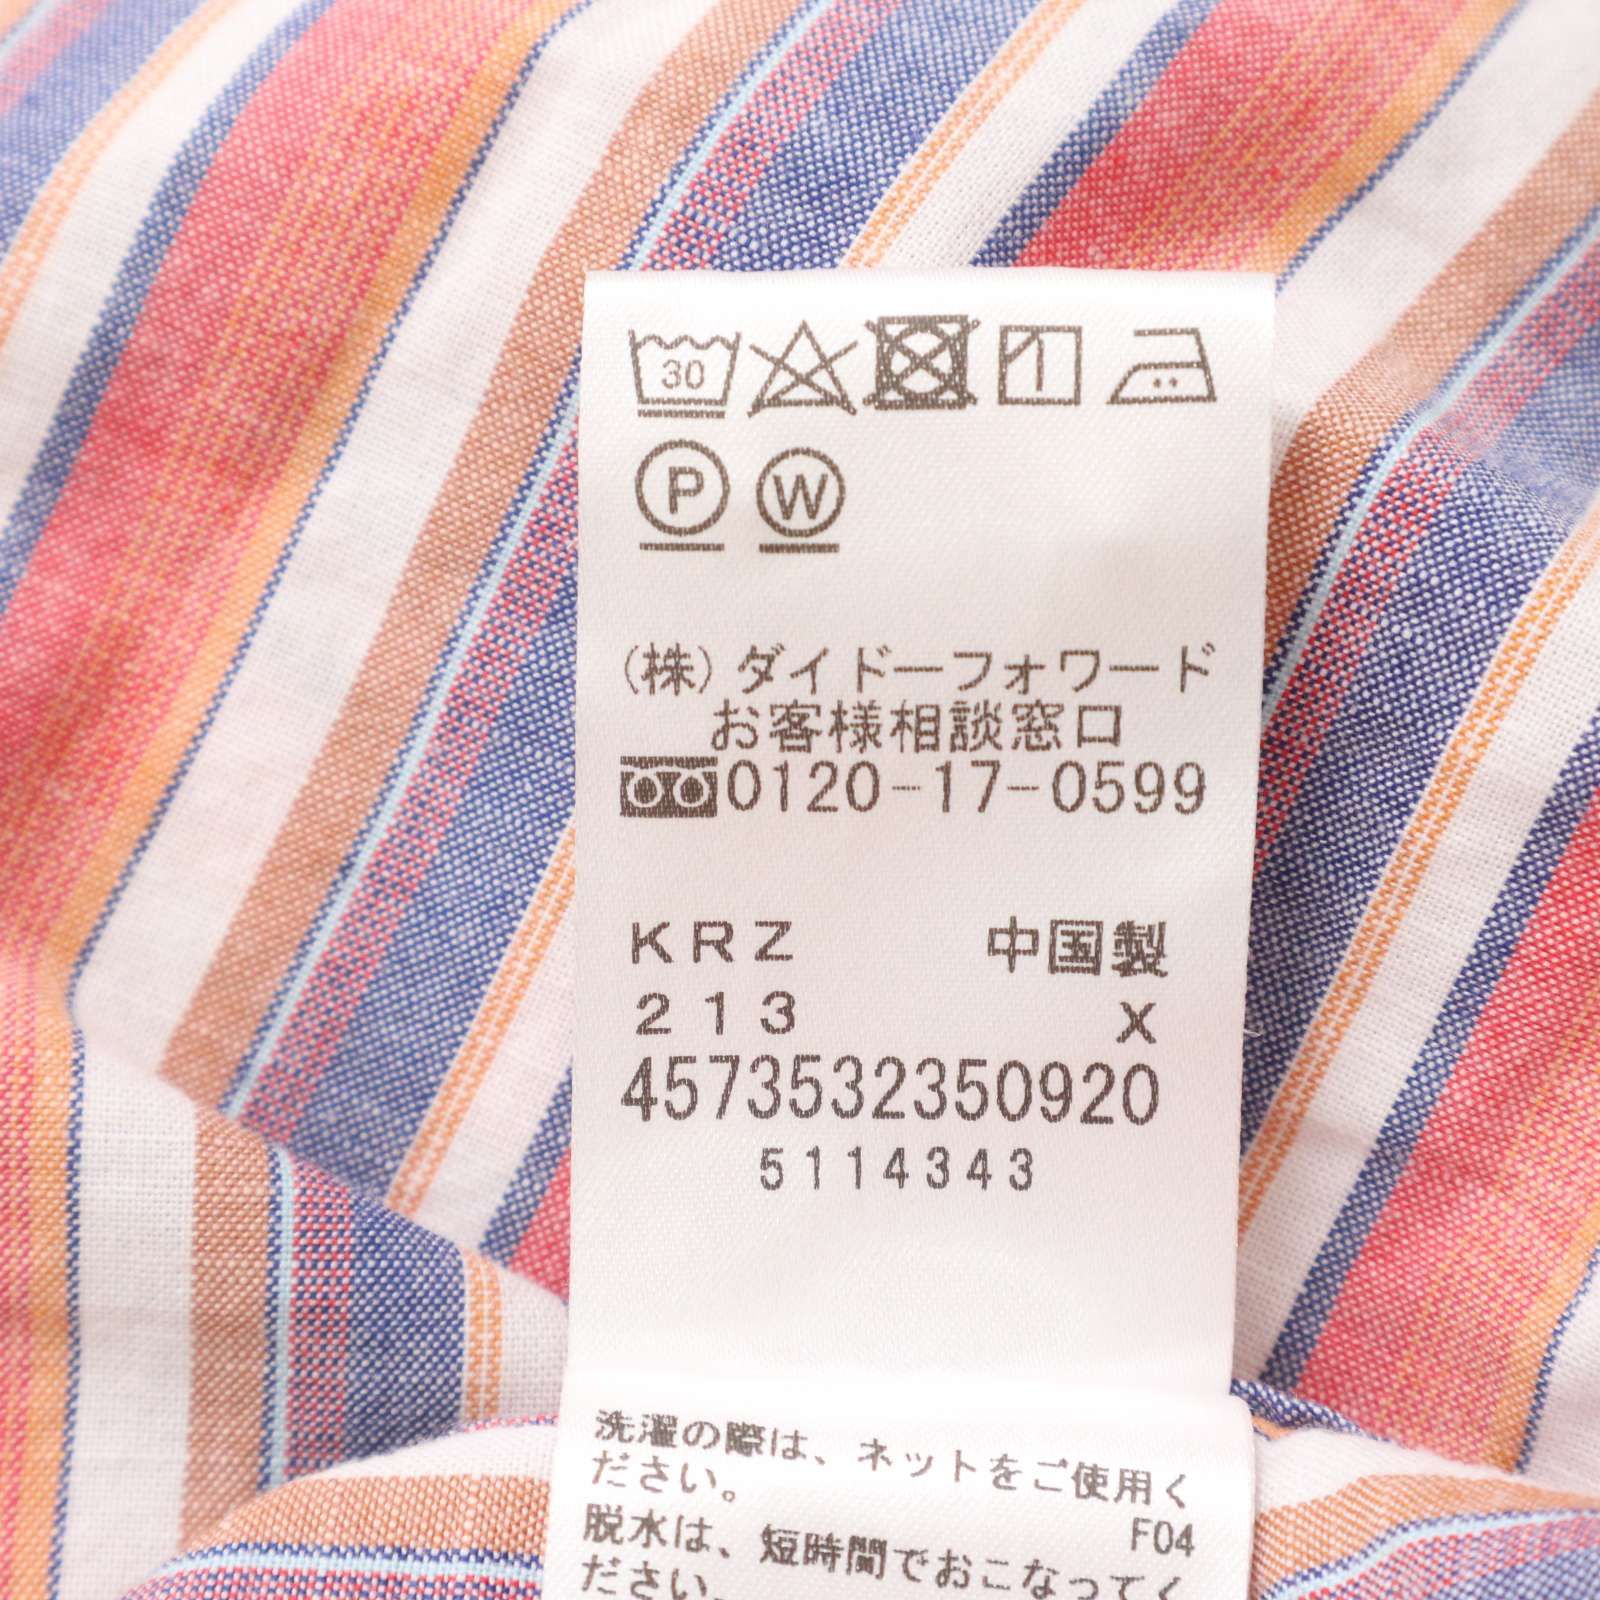 30
P W
(株)ダイドーフォワード
お客様相談窓口
0120-17-0599
KRZ 中国製
213 X
4573532350920
5114343
洗濯の際は、ネットをご使用く
ださい。
F04
脱水は、短時間でおこなってく
ださい。